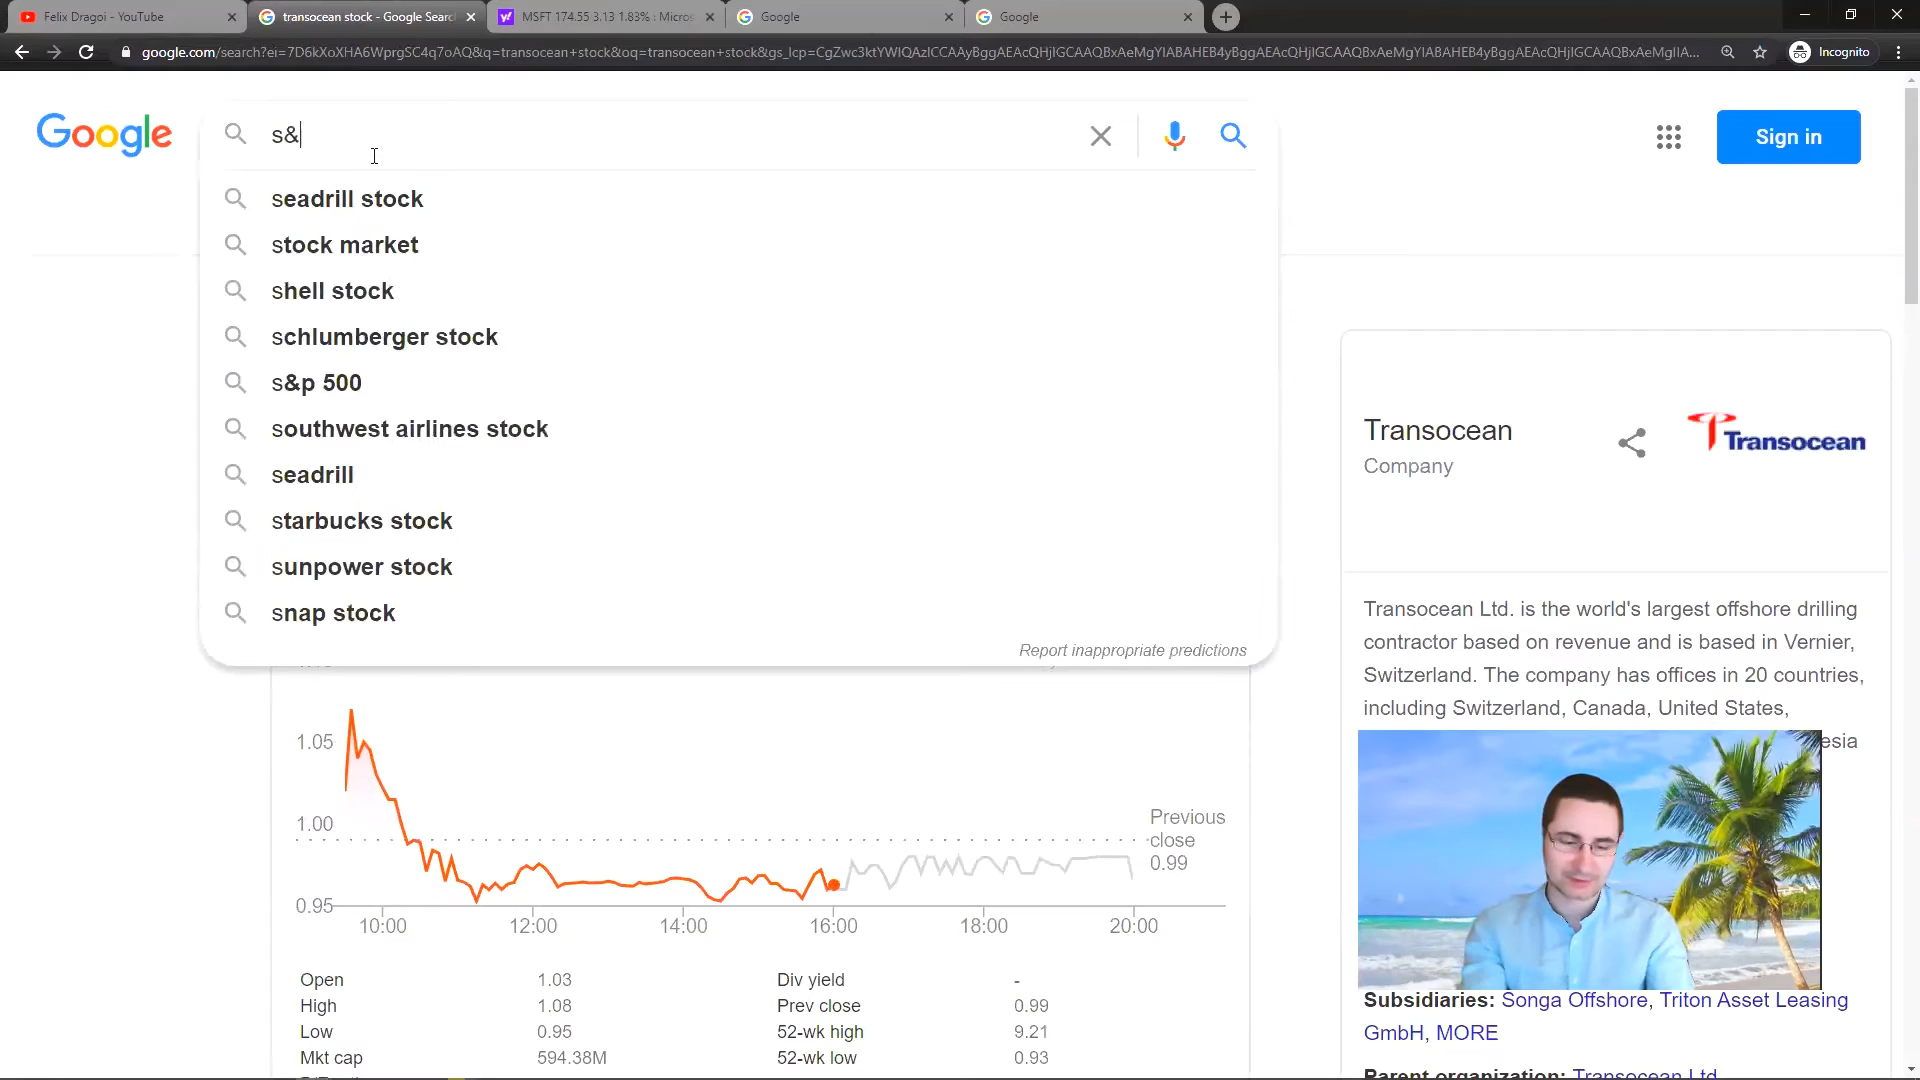 Felix Dragoi - YouTube
transocean stock - Google Searc
MSFT 174.55 3.13 1.83% : Micros
Google
Google
google.com/search?ei=7D6kXoXHA6WprgSC4q7oAQ&q=transocean+stock&oq=transocean+stock&gs_lcp=
Incognito
Google
s&
Sign in
seadrill stock
stock market
shell stock
schlumberger stock
s&p 500
southwest airlines stock
seadrill
starbucks stock
sunpower stock
snap stock
Report inappropriate predictions
Transocean
Company
Transocean
Transocean Ltd. is the world's largest offshore drilling
contractor based on revenue and is based in Vernier,
Switzerland. The company has offices in 20 countries,
including Switzerland, Canada, United States,
esia
1.05
1.00
0.95
Previous
close
0.99
10:00
12:00
14:00
16:00
18:00
20:00
Open 1.03 Div yield -
High 1.08 Prev close 0.99
Low 0.95 52-wk high 9.21
Mkt cap 594.38M 52-wk low 0.93
Subsidiaries: Songa Offshore, Triton Asset Leasing
GmbH, MORE
Parent organization: Transocean Ltd